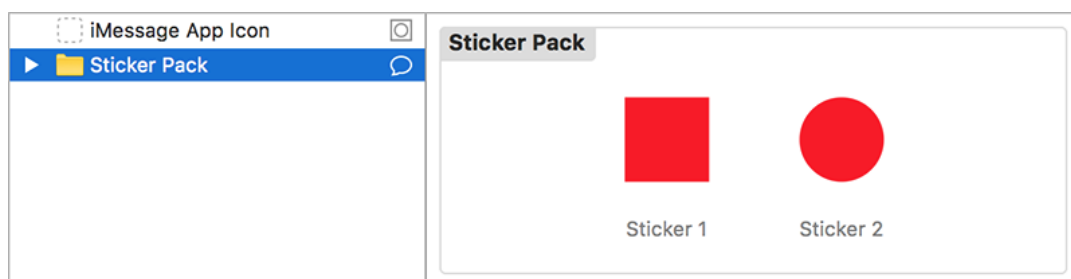 iMessage App Icon
Sticker Pack
Sticker Pack
Sticker 1
Sticker 2